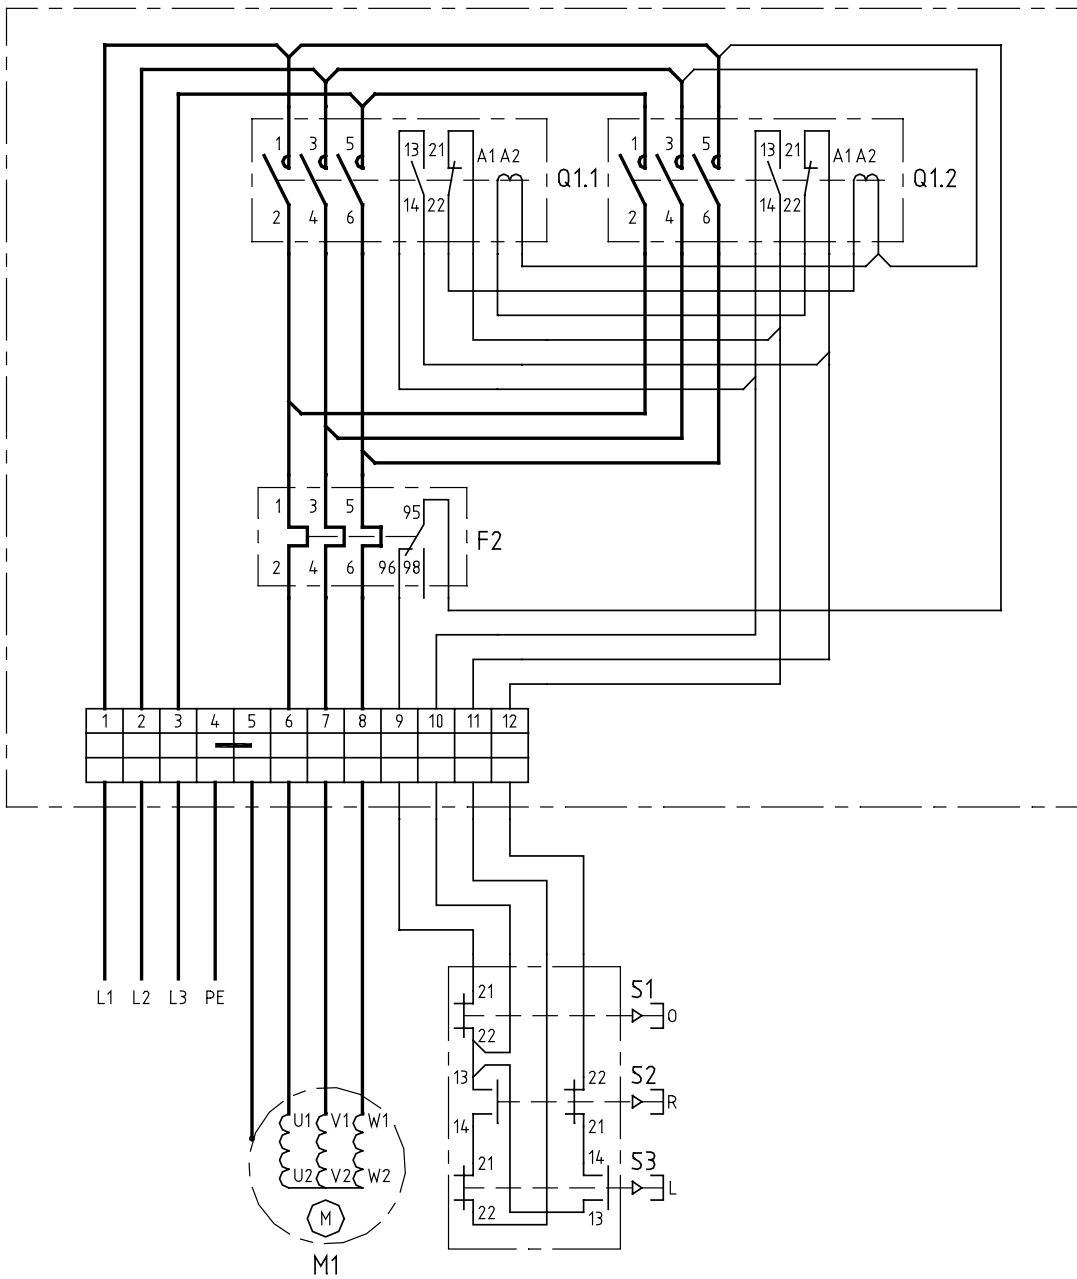 1 3 5 13 21 A1 A2 Q1.1 1 3 5 13 21 A1 A2 Q1.2
2 4 6 14 22 2 4 6 14 22
1 3 5 95
F2
2 4 6 96 98
1 2 3 4 5 6 7 8 9 10 11 12
L1 L2 L3 PE
21 S1
O
22
13 22 S2
R
14 21
U1 V1 W1
21 14 S3
U2 V2 W2
L
22 13
M
M1